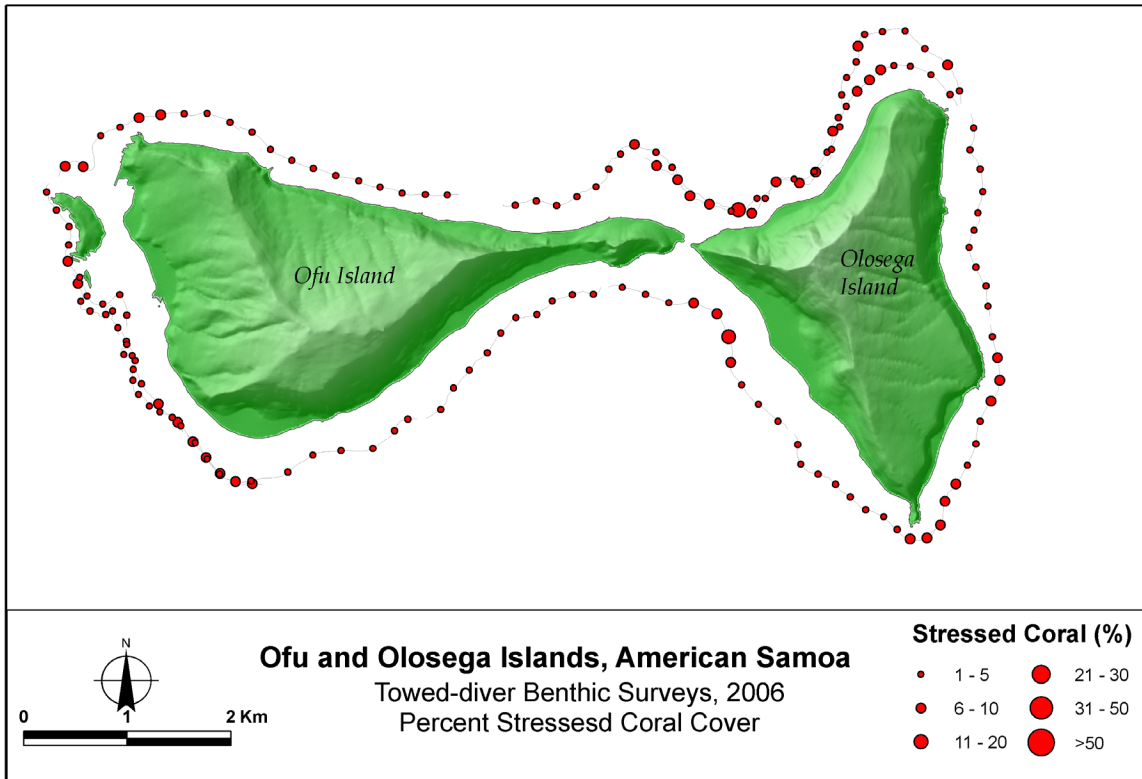 Ofu Island
Olosega
Island
N
0 1 2 Km
Ofu and Olosega Islands, American Samoa
Towed-diver Benthic Surveys, 2006
Percent Stressesd Coral Cover
Stressed Coral (%)
1 - 5
6 - 10
11 - 20
21 - 30
31 - 50
>50